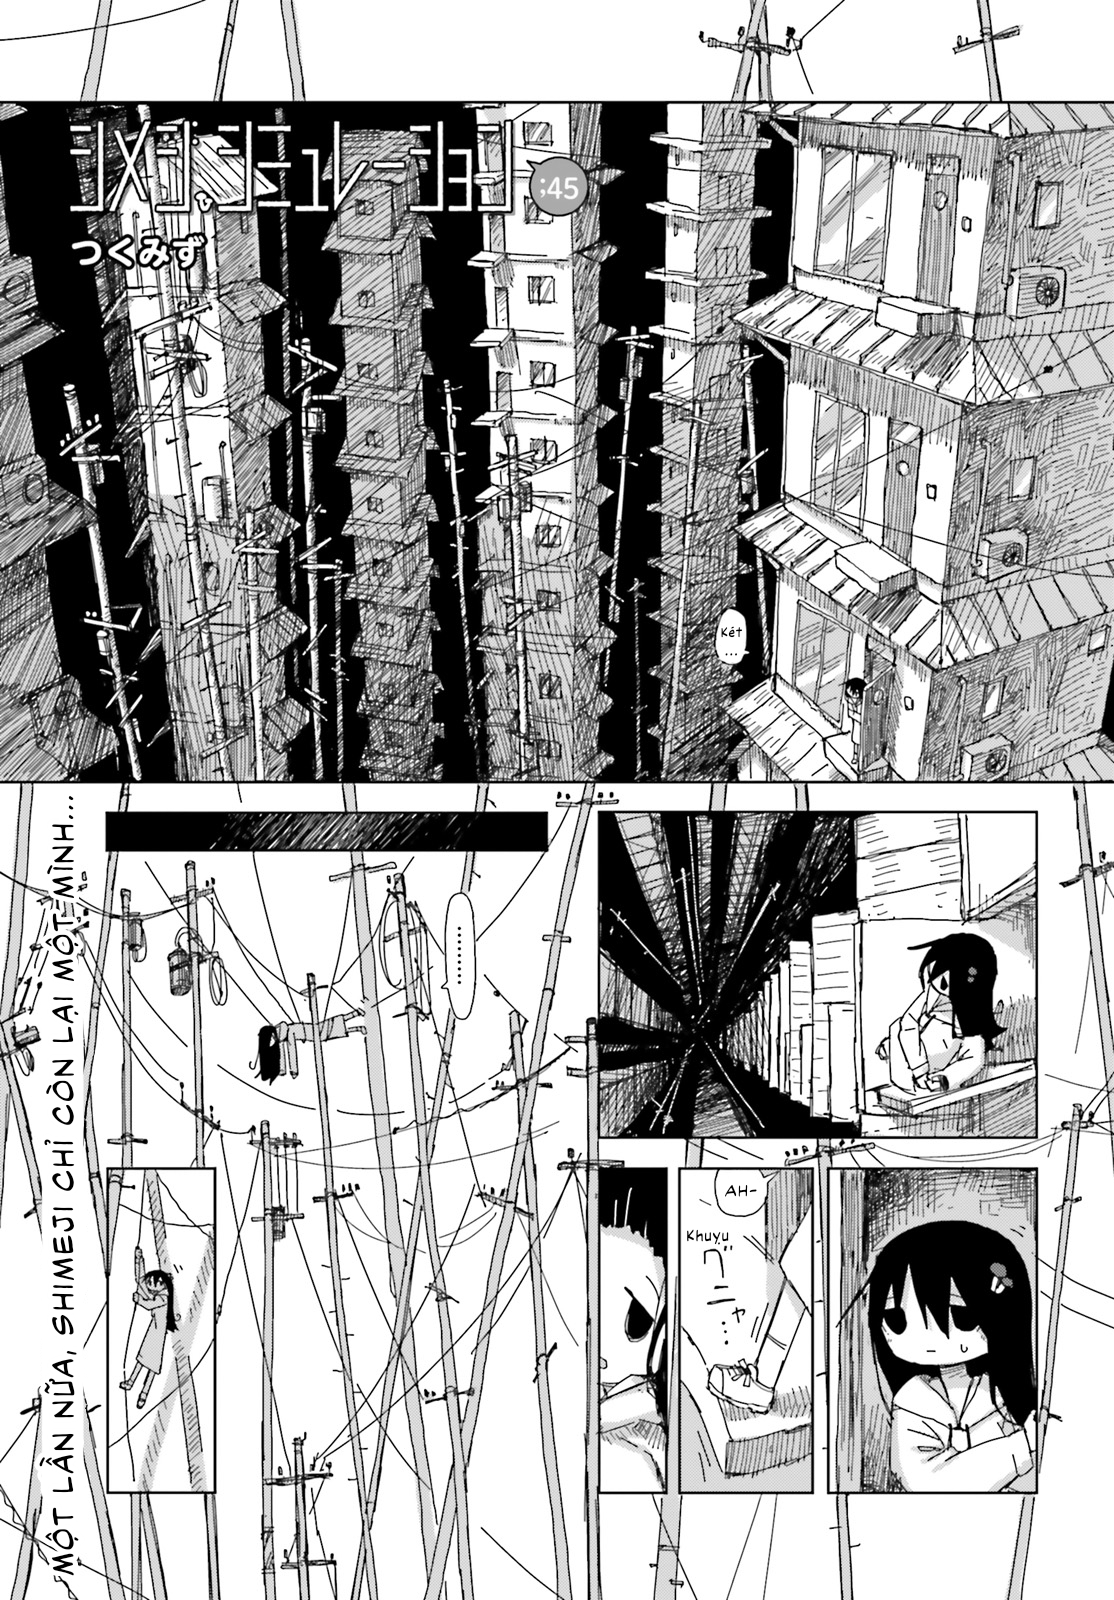 シメジ シミュレーション
;45
つくみず
Két
...
AH-
Khuỵu
グニャ…
.........
MỘT LẦN NỮA, SHIMEJI CHỈ CÒN LẠI MỘT MÌNH...